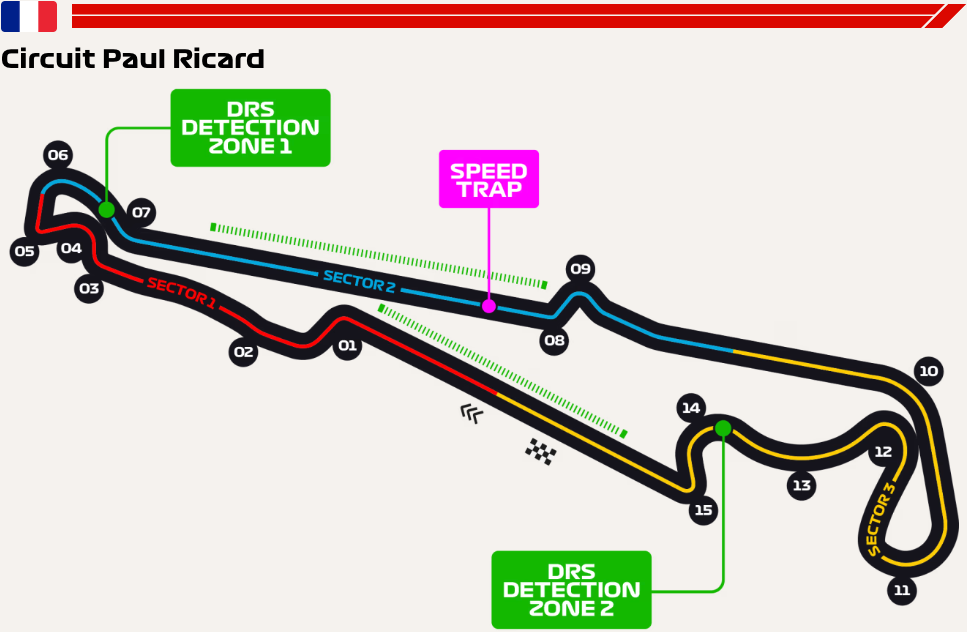 Circuit Paul Ricard
DRS
DETECTION
ZONE 1
SPEED
TRAP
06
07
05
04
03
SECTOR 1
SECTOR 2
09
08
02
01
10
14
12
13
15
SECTOR 3
11
DRS
DETECTION
ZONE 2